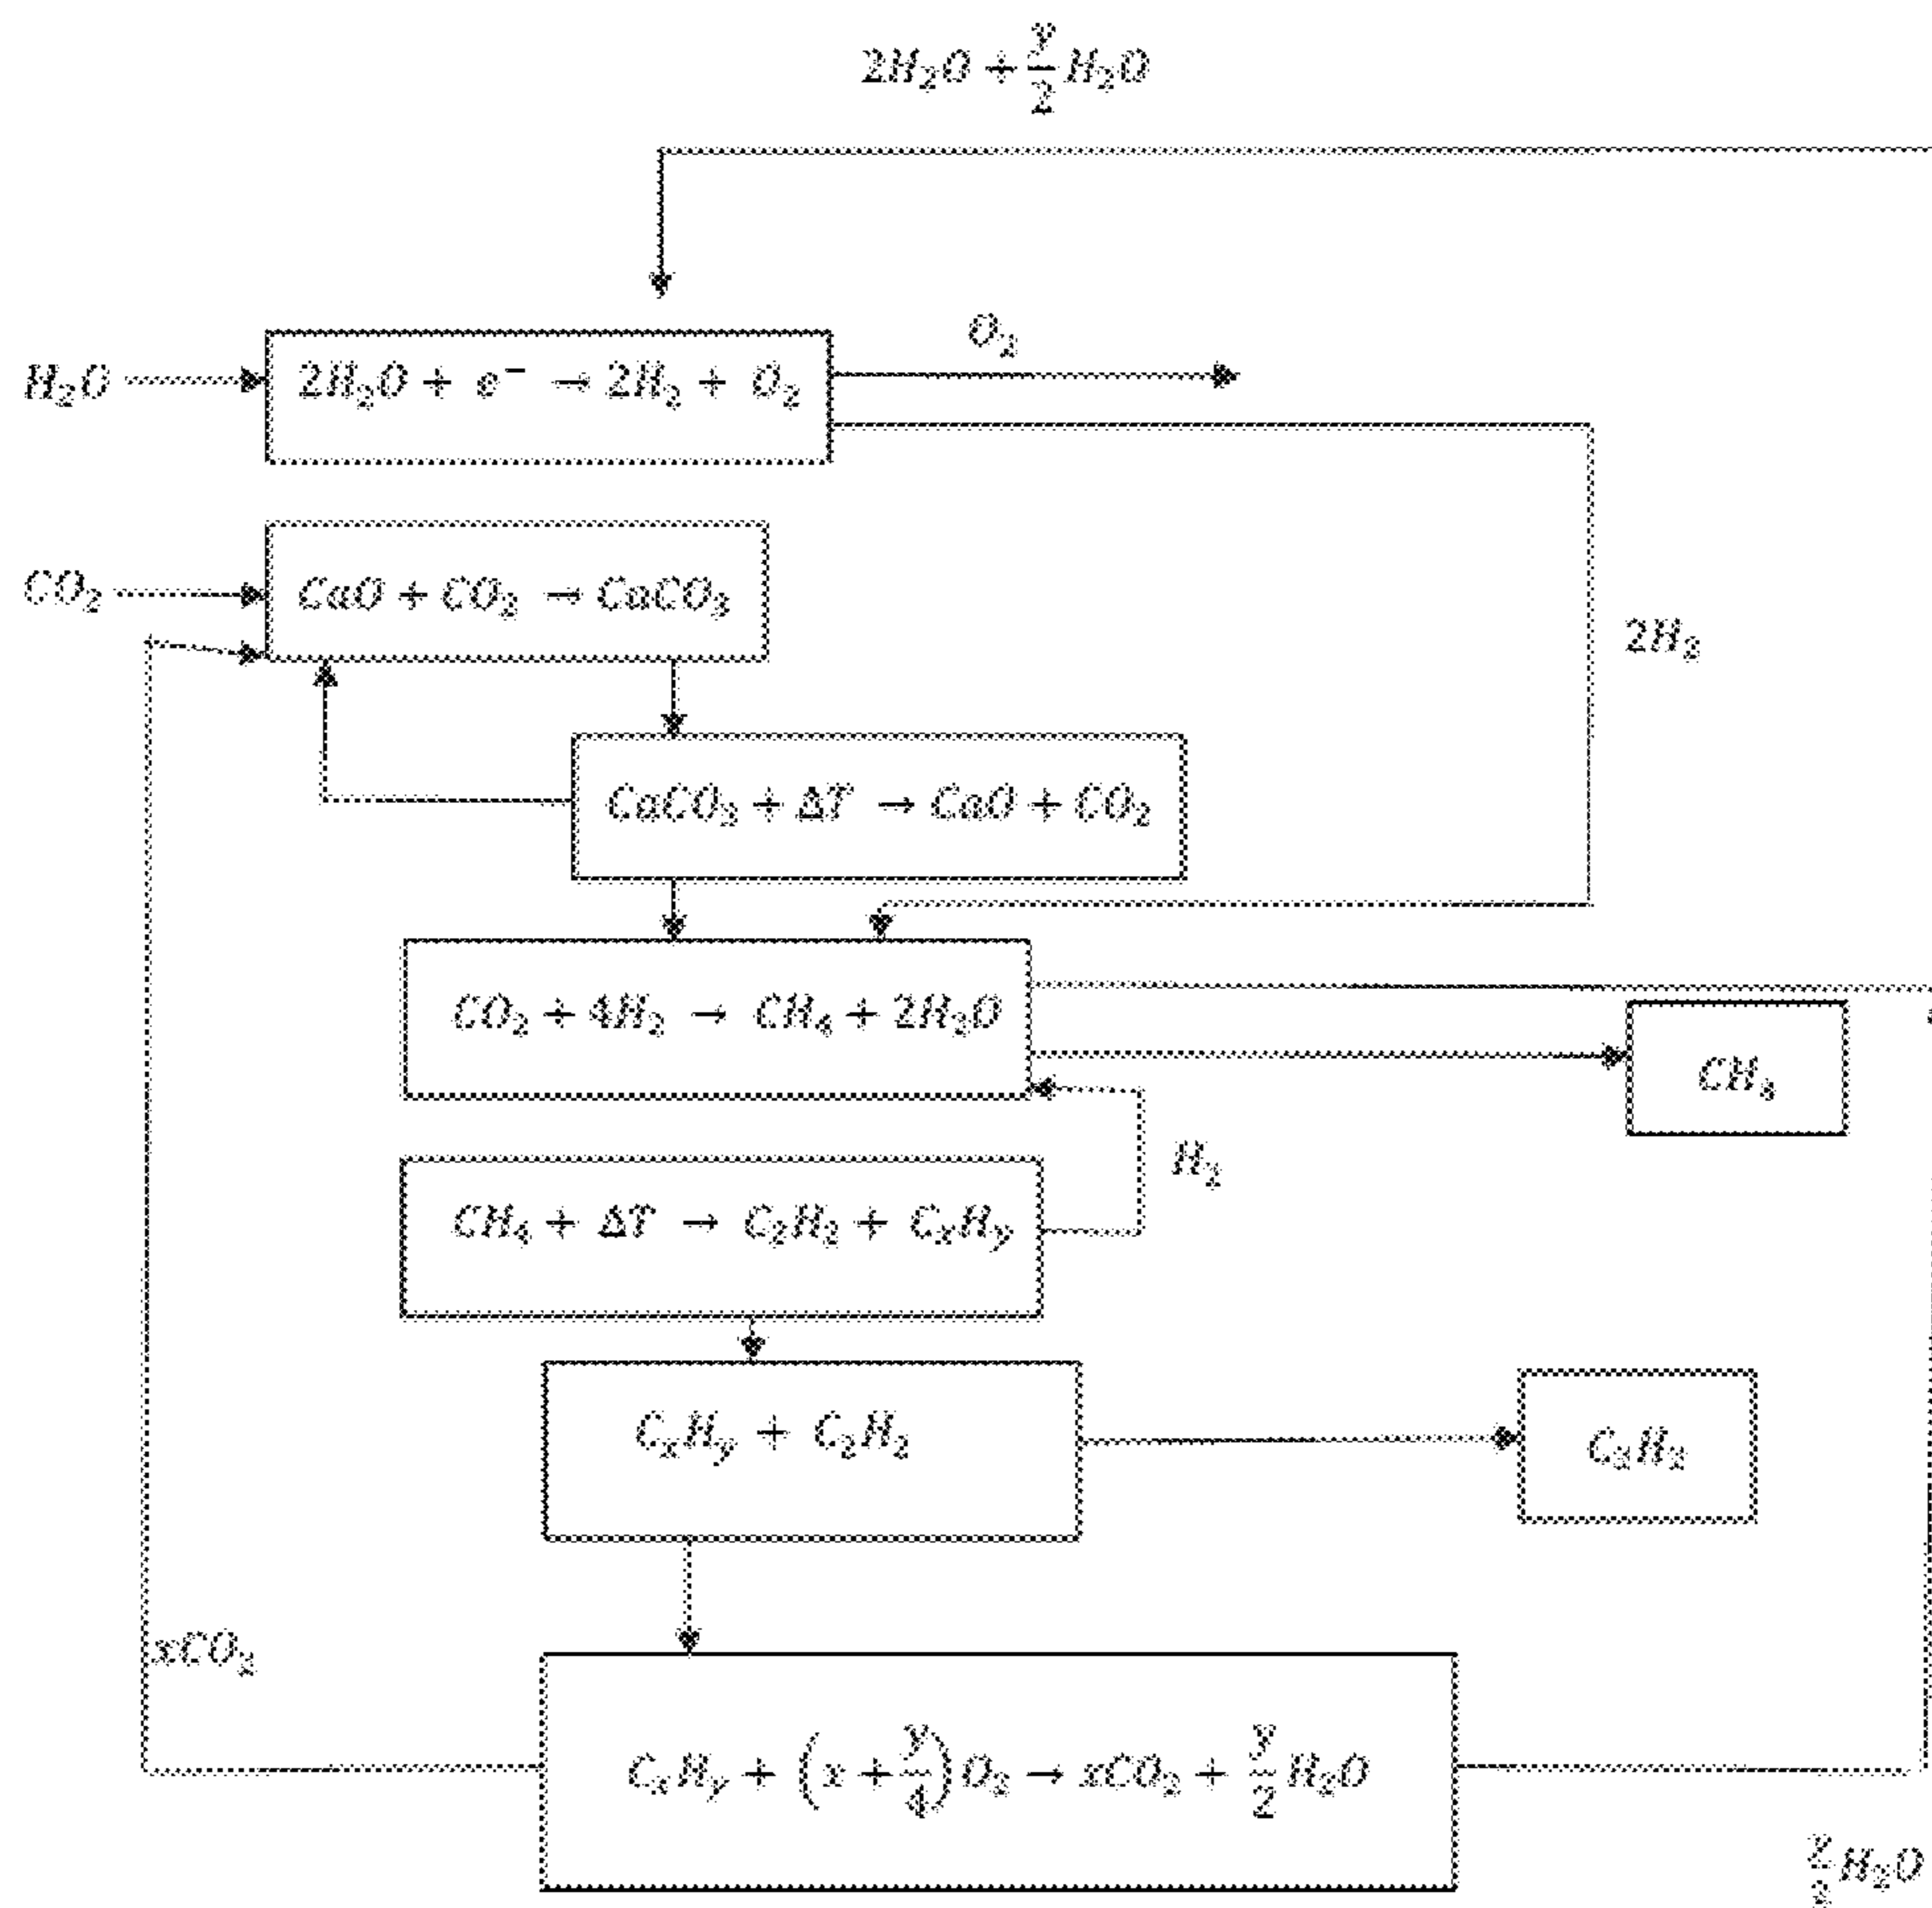 2H₂O + y/2 H₂O
O₂
H₂O
2H₂O + e⁻ → 2H₂ + O₂
CO₂
CaO + CO₂ → CaCO₃
2H₂
CaCO₃ + ΔT → CaO + CO₂
CO₂ + 4H₂ → CH₄ + 2H₂O
CH₄
H₂
CH₄ + ΔT → C₂H₂ + CₓHᵧ
CₓHᵧ + C₂H₂
C₂H₂
xCO₂
CₓHᵧ + (x + y/4)O₂ → xCO₂ + y/2 H₂O
y/2 H₂O